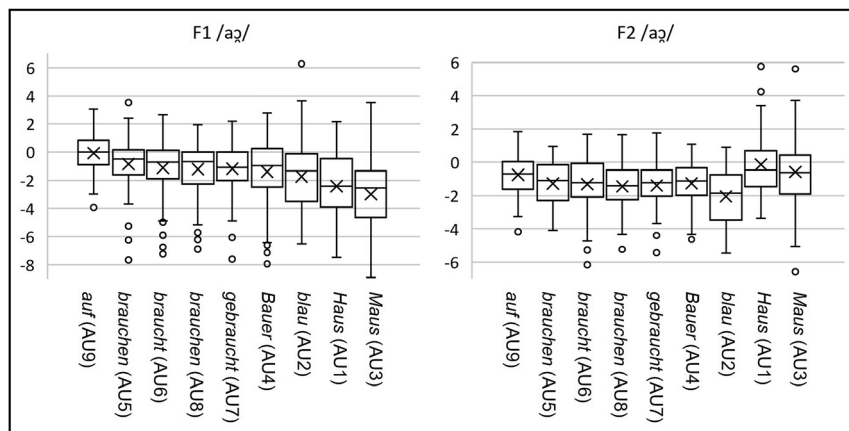 F1 /aɔ̯/
6
4
2
0
-2
-4
-6
-8
auf (AU9)
brauchen (AU5)
braucht (AU6)
brauchen (AU8)
gebraucht (AU7)
Bauer (AU4)
blau (AU2)
Haus (AU1)
Maus (AU3)
F2 /aɔ̯/
6
4
2
0
-2
-4
-6
auf (AU9)
brauchen (AU5)
braucht (AU6)
brauchen (AU8)
gebraucht (AU7)
Bauer (AU4)
blau (AU2)
Haus (AU1)
Maus (AU3)